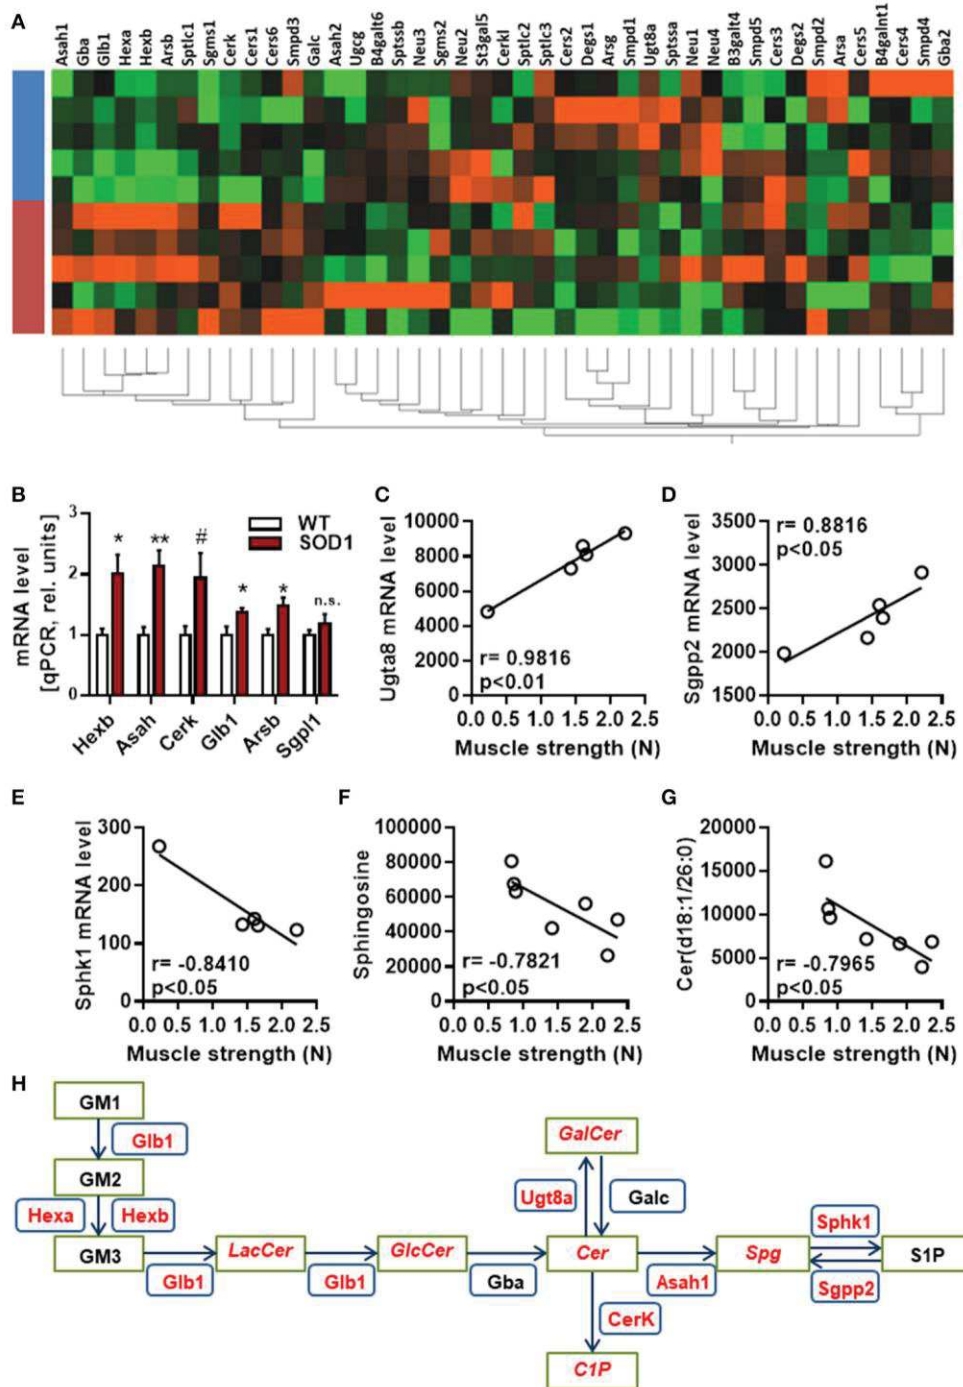 A
Asah1 Gba Glb1 Hexa Hexb Arsb Sptlc1 Sgms1 Cerk Cers1 Cers6 Smpd3 Galc Asah2 Ugcg B4galt6 Sptssb Neu3 Sgms2 Neu2 St3gal5 Cerkl Sptlc2 Sptlc3 Cers2 Degs1 Arsg Smpd1 Ugt8a Sptssa Neu1 Neu4 B3galt4 Smpd5 Cers3 Degs2 Smpd2 Arsa Cers5 B4galnt1 Cers4 Smpd4 Gba2
B
mRNA level
[qPCR, rel. units]
3
2
1
0
WT
SOD1
* ** # * * n.s.
Hexb Asah Cerk Glb1 Arsb Sgpl1
C
Ugta8 mRNA level
10000
8000
6000
4000
2000
0
r= 0.9816
p<0.01
0.0 0.5 1.0 1.5 2.0 2.5
Muscle strength (N)
D
Sgpp2 mRNA level
3500
3000
2500
2000
1500
r= 0.8816
p<0.05
0.0 0.5 1.0 1.5 2.0 2.5
Muscle strength (N)
E
Sphk1 mRNA level
300
200
100
0
r= -0.8410
p<0.05
0.0 0.5 1.0 1.5 2.0 2.5
Muscle strength (N)
F
Sphingosine
100000
80000
60000
40000
20000
0
r= -0.7821
p<0.05
0.0 0.5 1.0 1.5 2.0 2.5
Muscle strength (N)
G
Cer(d18:1/26:0)
20000
15000
10000
5000
0
r= -0.7965
p<0.05
0.0 0.5 1.0 1.5 2.0 2.5
Muscle strength (N)
H
GM1
Glb1
GM2
Hexa Hexb
GM3
Glb1
LacCer
Glb1
GlcCer
Gba
GalCer
Ugt8a Galc
Cer
CerK
C1P
Asah1
Spg
Sphk1
Sgpp2
S1P